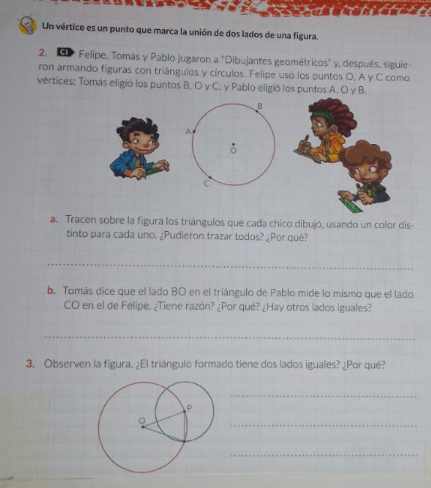 Un vértice es un punto que marca la unión de dos lados de una figura.
2. CI Felipe, Tomás y Pablo jugaron a "Dibujantes geométricos" y, después, siguie-
ron armando figuras con triángulos y círculos. Felipe usó los puntos O, A y C como
vértices; Tomás eligió los puntos B, O y C; y Pablo eligió los puntos A, O y B.
B
A
O
C
a. Tracen sobre la figura los triángulos que cada chico dibujó, usando un color dis-
tinto para cada uno. ¿Pudieron trazar todos? ¿Por qué?
b. Tomás dice que el lado BO en el triángulo de Pablo mide lo mismo que el lado
CO en el de Felipe. ¿Tiene razón? ¿Por qué? ¿Hay otros lados iguales?
3. Observen la figura. ¿El triángulo formado tiene dos lados iguales? ¿Por qué?
P
O